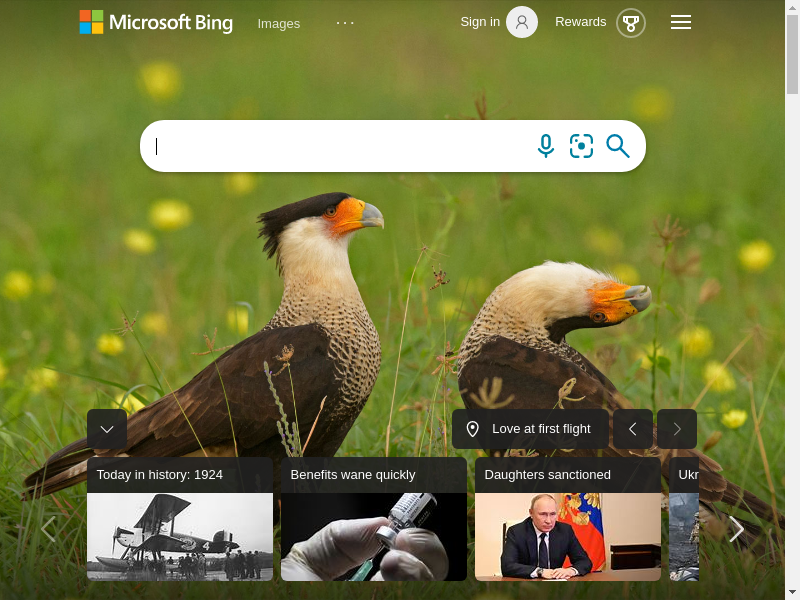 Microsoft Bing
Images
Sign in
Rewards
Love at first flight
Today in history: 1924
Benefits wane quickly
Daughters sanctioned
Ukr
4